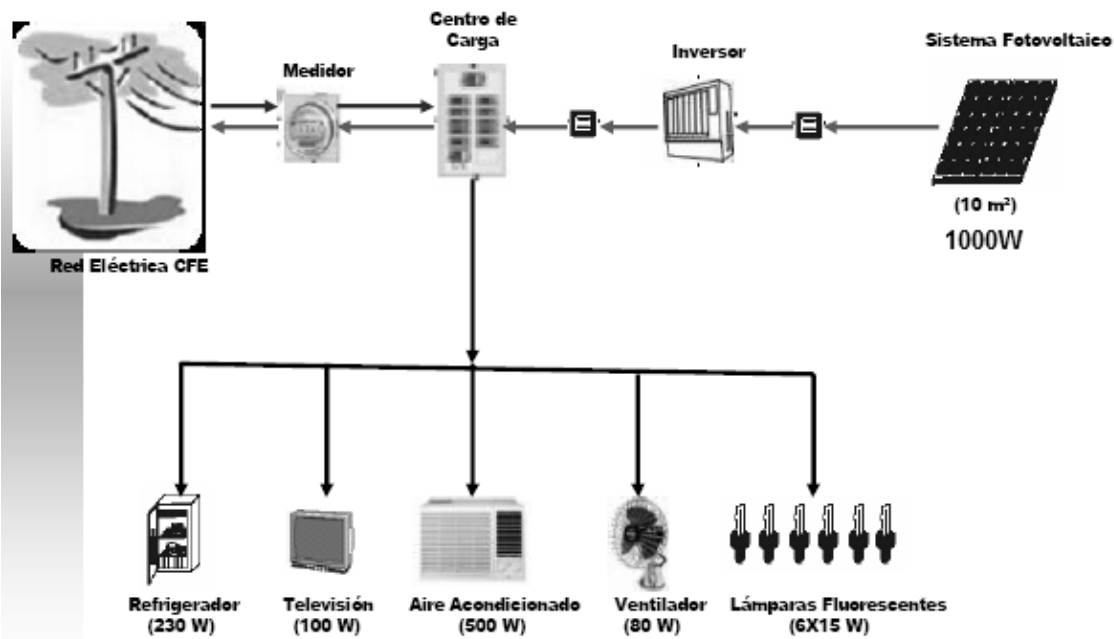 Centro de
Carga
Medidor
Inversor
Sistema Fotovoltaico
(10 m²)
1000W
Red Eléctrica CFE
Refrigerador
(230 W)
Televisión
(100 W)
Aire Acondicionado
(500 W)
Ventilador
(80 W)
Lámparas Fluorescentes
(6X15 W)